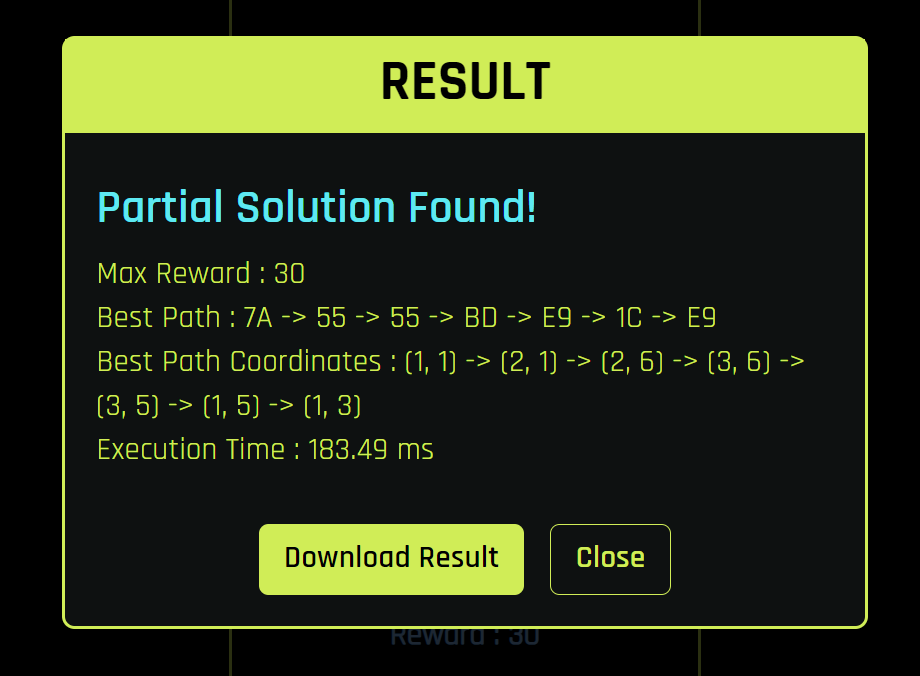 RESULT
Partial Solution Found!
Max Reward : 30
Best Path : 7A -> 55 -> 55 -> BD -> E9 -> 1C -> E9
Best Path Coordinates : (1, 1) -> (2, 1) -> (2, 6) -> (3, 6) ->
(3, 5) -> (1, 5) -> (1, 3)
Execution Time : 183.49 ms
Download Result
Close
Reward : 30